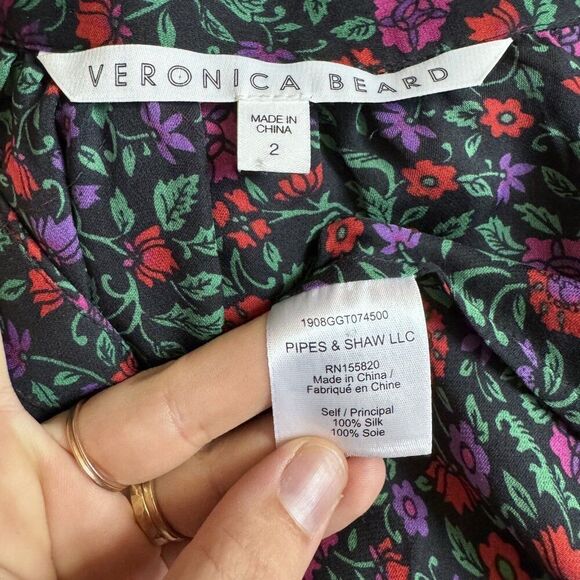 VERONICA BEARD
MADE IN
CHINA
2
1908GGT074500
PIPES & SHAW LLC
RN155820
Made in China /
Fabriqué en Chine
Self / Principal
100% Silk
100% Soie